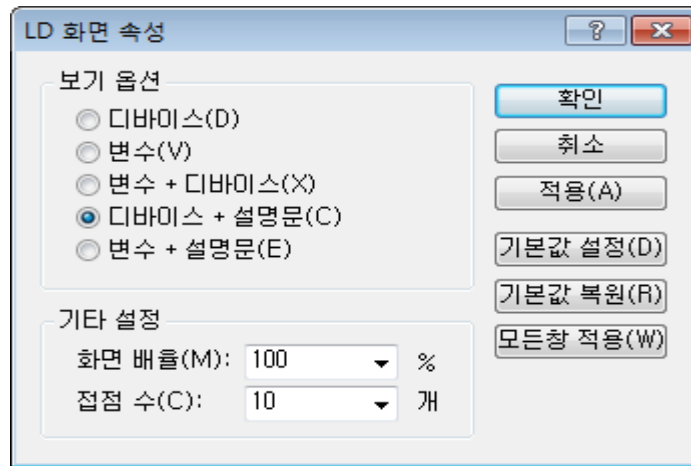 LD 화면 속성
보기 옵션
디바이스(D)
변수(V)
변수 + 디바이스(X)
디바이스 + 설명문(C)
변수 + 설명문(E)
기타 설정
화면 배율(M): 100 %
접점 수(C): 10 개
확인
취소
적용(A)
기본값 설정(D)
기본값 복원(R)
모든창 적용(W)